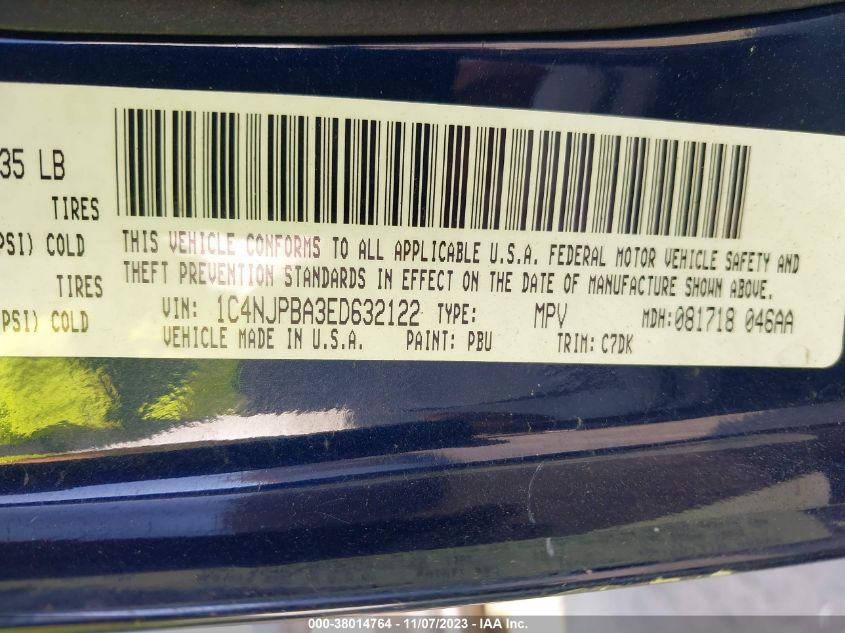 35 LB
TIRES
PSI) COLD
TIRES
PSI) COLD
THIS VEHICLE CONFORMS TO ALL APPLICABLE U.S.A. FEDERAL MOTOR VEHICLE SAFETY AND
THEFT PREVENTION STANDARDS IN EFFECT ON THE DATE OF MANUFACTURE SHOWN ABOVE.
VIN: 1C4NJPBA3ED632122 TYPE: MPV MDH:081718 046AA
VEHICLE MADE IN U.S.A. PAINT: PBU TRIM: C7DK
000-38014764 - 11/07/2023 - IAA Inc.